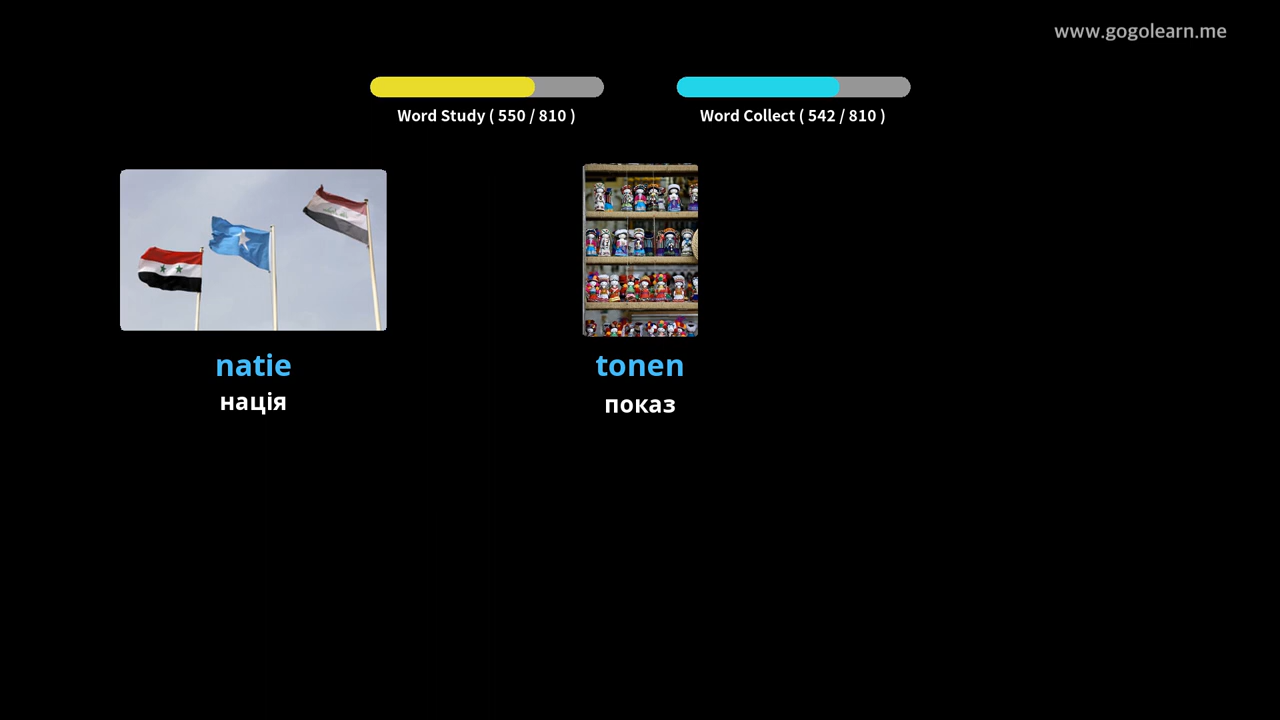 www.gogolearn.me
Word Study ( 550 / 810 )
Word Collect ( 542 / 810 )
natie
нація
tonen
показ